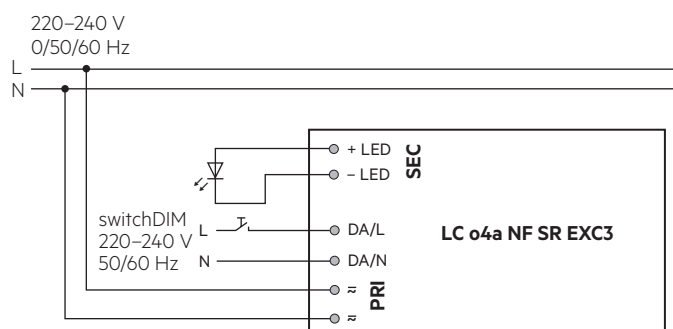 220–240 V
0/50/60 Hz
L
N
+ LED
– LED
SEC
switchDIM
220–240 V
50/60 Hz
L
N
DA/L
DA/N
LC 04a NF SR EXC3
PRI
≂
≂